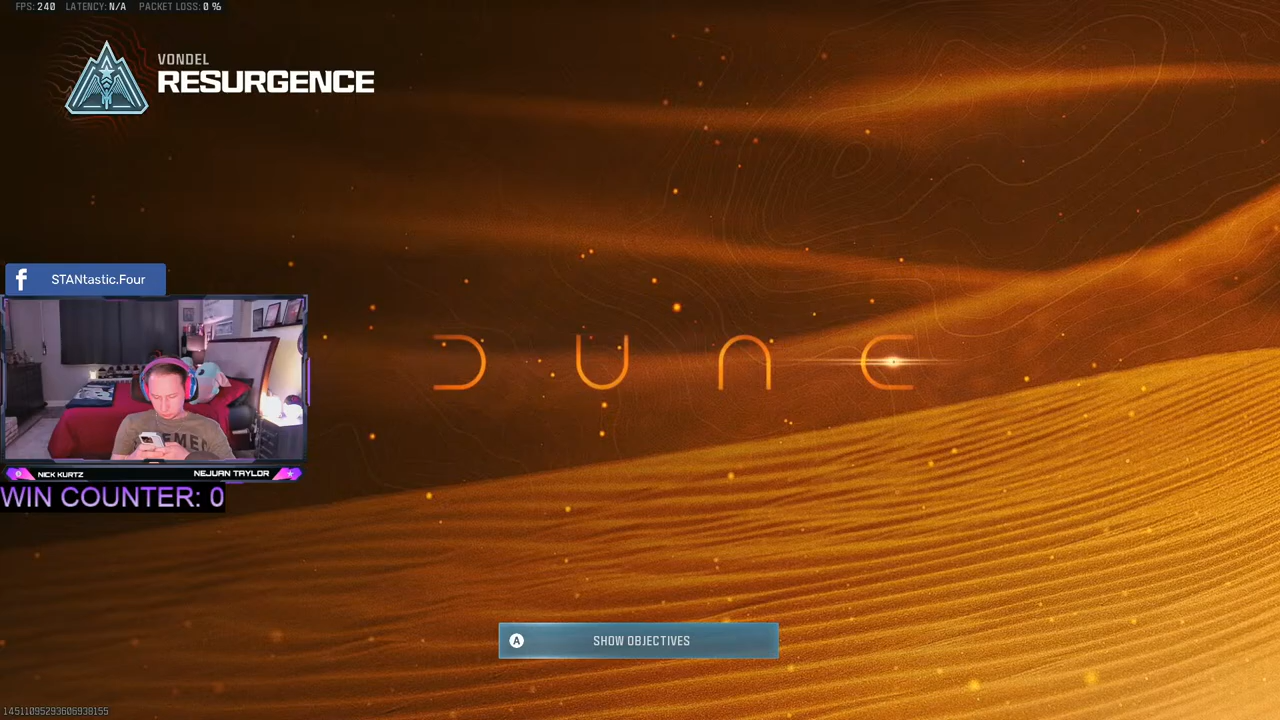 FPS: 240 LATENCY: N/A PACKET LOSS: 0 %
VONDEL
RESURGENCE
STANtastic.Four
DUNE
NICK KURTZ NEJUAN TAYLOR
WIN COUNTER: 0
A SHOW OBJECTIVES
14511095293606938155